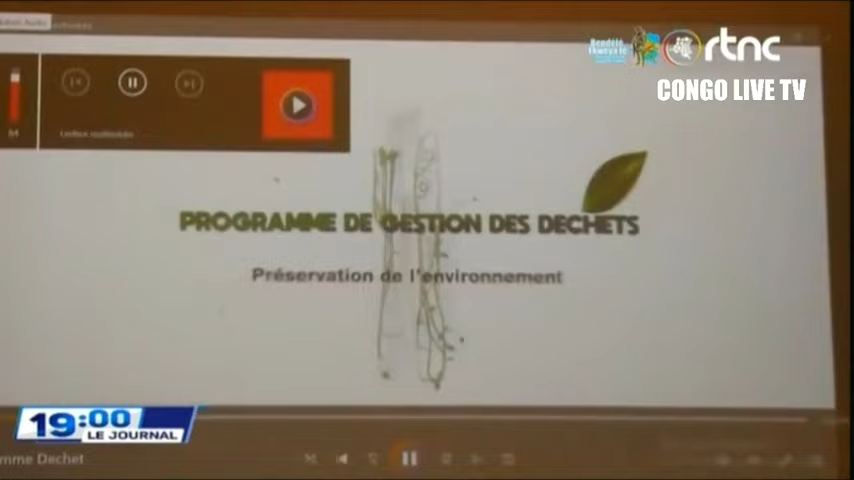 rtnc
CONGO LIVE TV
PROGRAMME DE GESTION DES DECHETS
Préservation de l'environnement
19:00
LE JOURNAL
mme Dechet